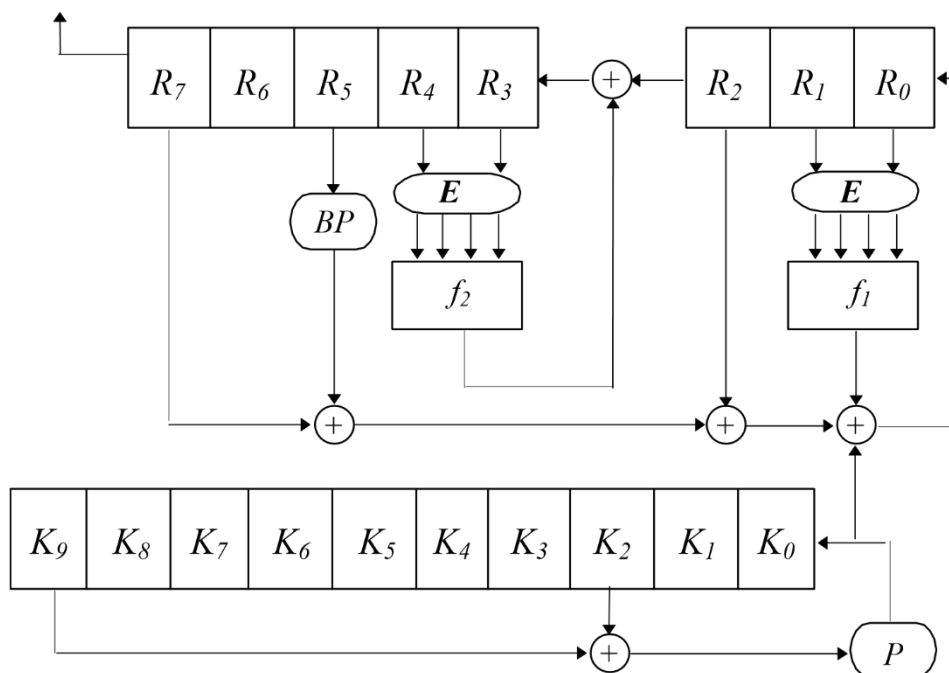 R₇ R₆ R₅ R₄ R₃ + R₂ R₁ R₀
E E
BP
f₂ f₁
+ + +
K₉ K₈ K₇ K₆ K₅ K₄ K₃ K₂ K₁ K₀
+ P